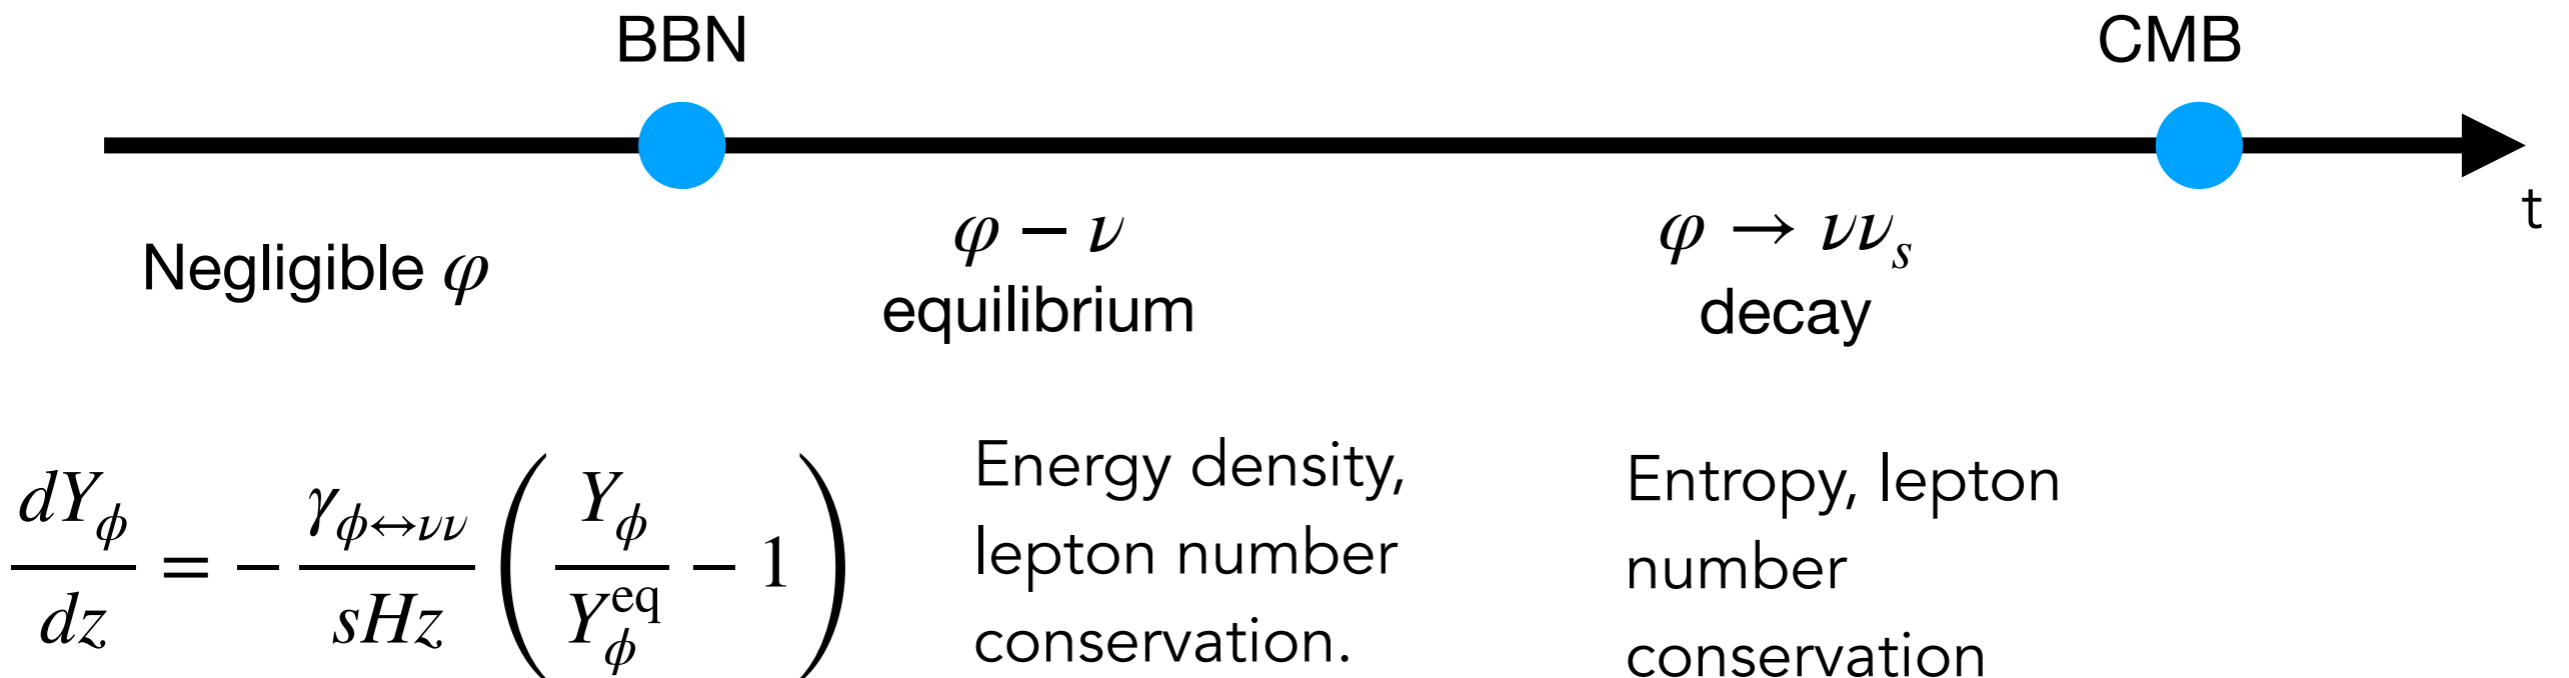 BBN
CMB
t
Negligible φ
φ − ν
equilibrium
φ → νν_s
decay
dY_ϕ/dz = − γ_{ϕ↔νν}/sHz (Y_ϕ/Y_ϕ^eq − 1)
Energy density,
lepton number
conservation.
Entropy, lepton
number
conservation